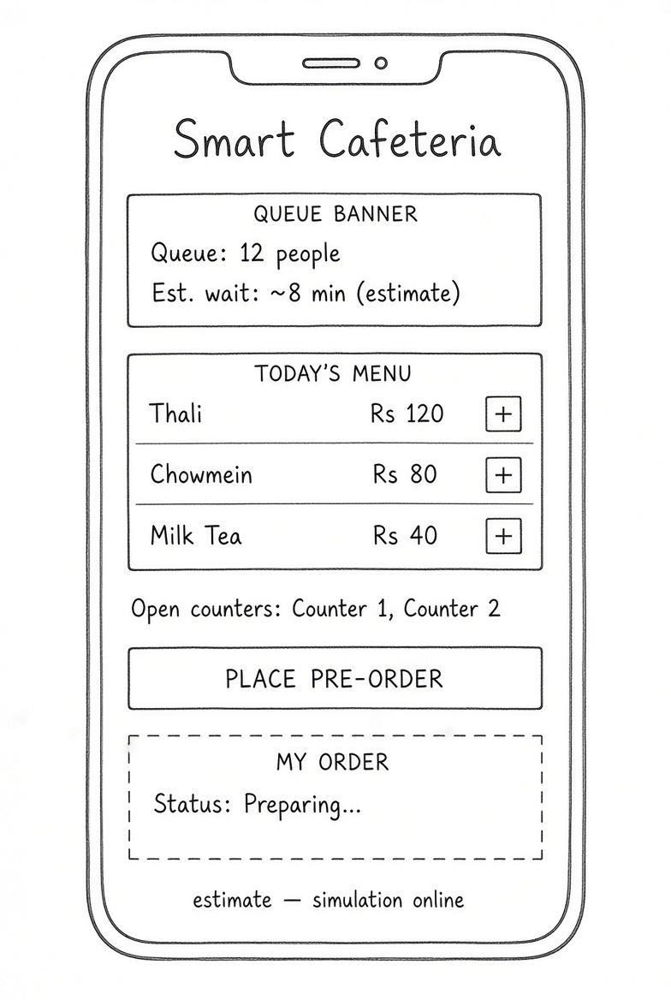 Smart Cafeteria
QUEUE BANNER
Queue: 12 people
Est. wait: ~8 min (estimate)
TODAY'S MENU
Thali Rs 120 +
Chowmein Rs 80 +
Milk Tea Rs 40 +
Open counters: Counter 1, Counter 2
PLACE PRE-ORDER
MY ORDER
Status: Preparing...
estimate — simulation online